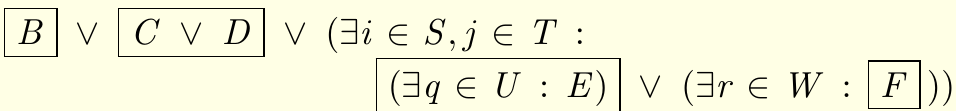 B ∨ C ∨ D ∨ (∃i ∈ S, j ∈ T :
(∃q ∈ U : E) ∨ (∃r ∈ W : F ))